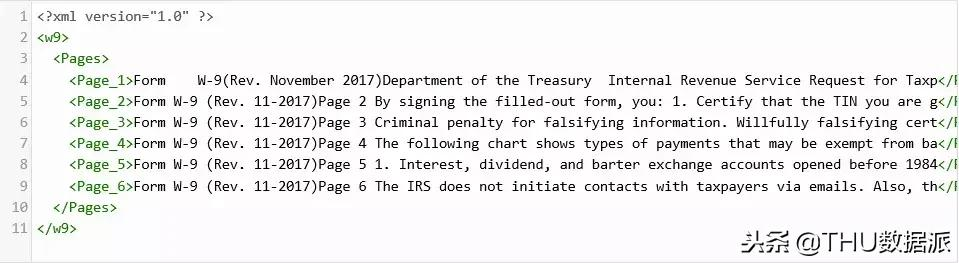 1 <?xml version="1.0" ?>
2 <w9>
3 <Pages>
4 <Page_1>Form    W-9(Rev. November 2017)Department of the Treasury  Internal Revenue Service Request for Taxp</P
5 <Page_2>Form W-9 (Rev. 11-2017)Page 2 By signing the filled-out form, you: 1. Certify that the TIN you are g</P
6 <Page_3>Form W-9 (Rev. 11-2017)Page 3 Criminal penalty for falsifying information. Willfully falsifying cert</P
7 <Page_4>Form W-9 (Rev. 11-2017)Page 4 The following chart shows types of payments that may be exempt from ba</P
8 <Page_5>Form W-9 (Rev. 11-2017)Page 5 1. Interest, dividend, and barter exchange accounts opened before 1984</P
9 <Page_6>Form W-9 (Rev. 11-2017)Page 6 The IRS does not initiate contacts with taxpayers via emails. Also, th</P
10 </Pages>
11 </w9>
头条 @THU数据派